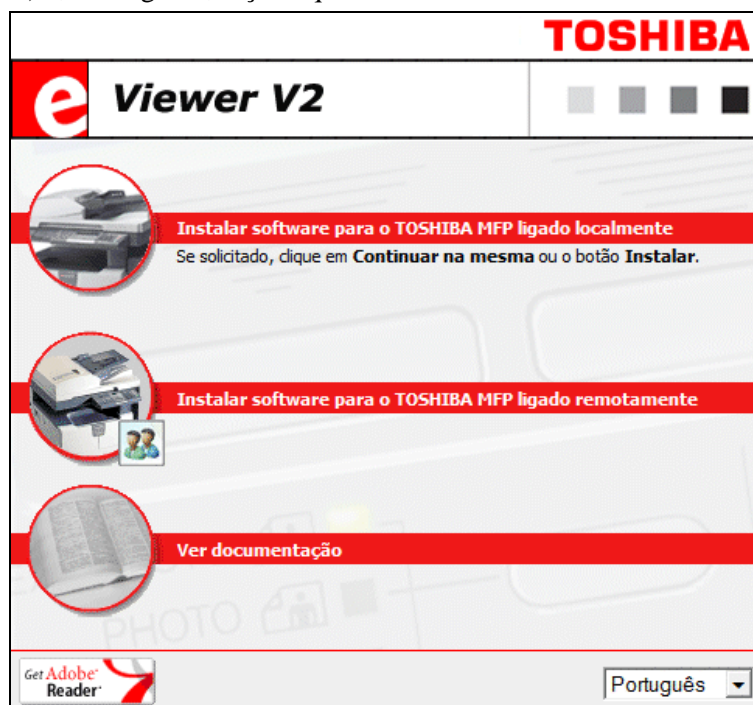 TOSHIBA
e Viewer V2
Instalar software para o TOSHIBA MFP ligado localmente
Se solicitado, clique em Continuar na mesma ou o botão Instalar.
Instalar software para o TOSHIBA MFP ligado remotamente
Ver documentação
PHOTO
Get Adobe
Reader
Português